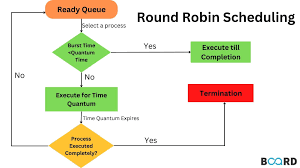 Round Robin Scheduling
Ready Queue
Select a process
Burst Time
<Quantum
Time
Yes
Execute till
Completion
No
No
Execute for Time
Quantum
Termination
Time Quantum Expires
Process
Executed
Completely?
Yes
BOARD